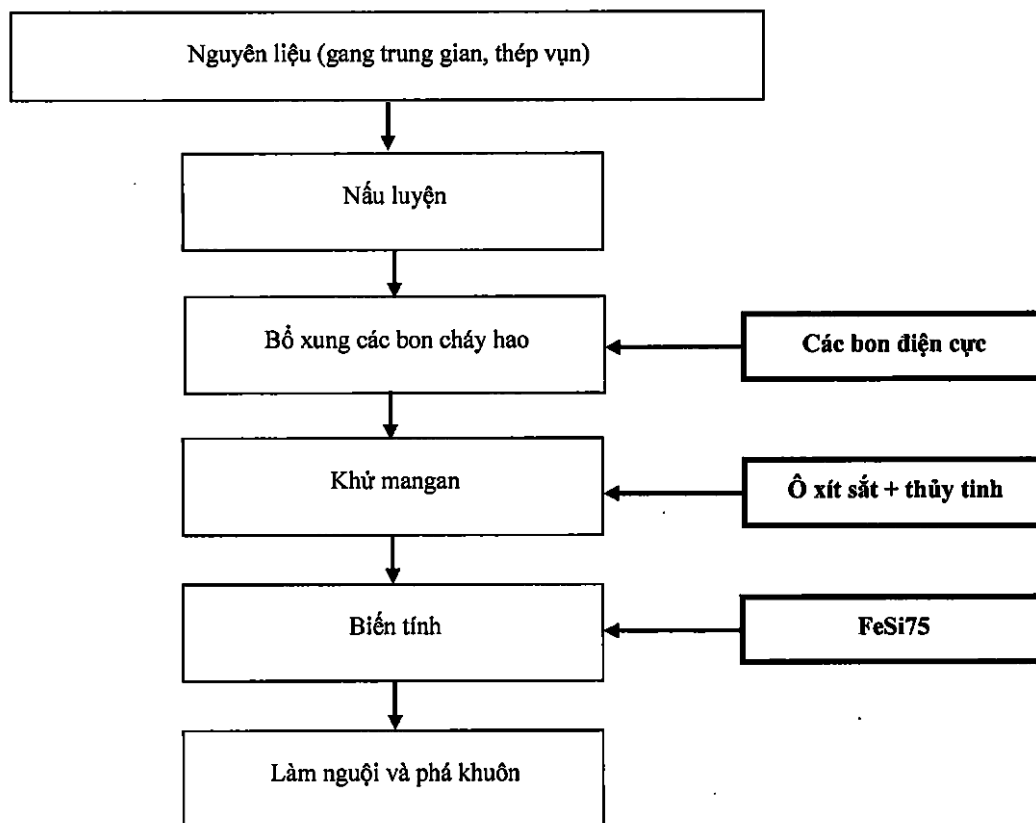 Nguyên liệu (gang trung gian, thép vụn)
Nấu luyện
Bổ xung các bon cháy hao
Các bon điện cực
Khử mangan
Ô xít sắt + thủy tinh
Biến tính
FeSi75
Làm nguội và phá khuôn